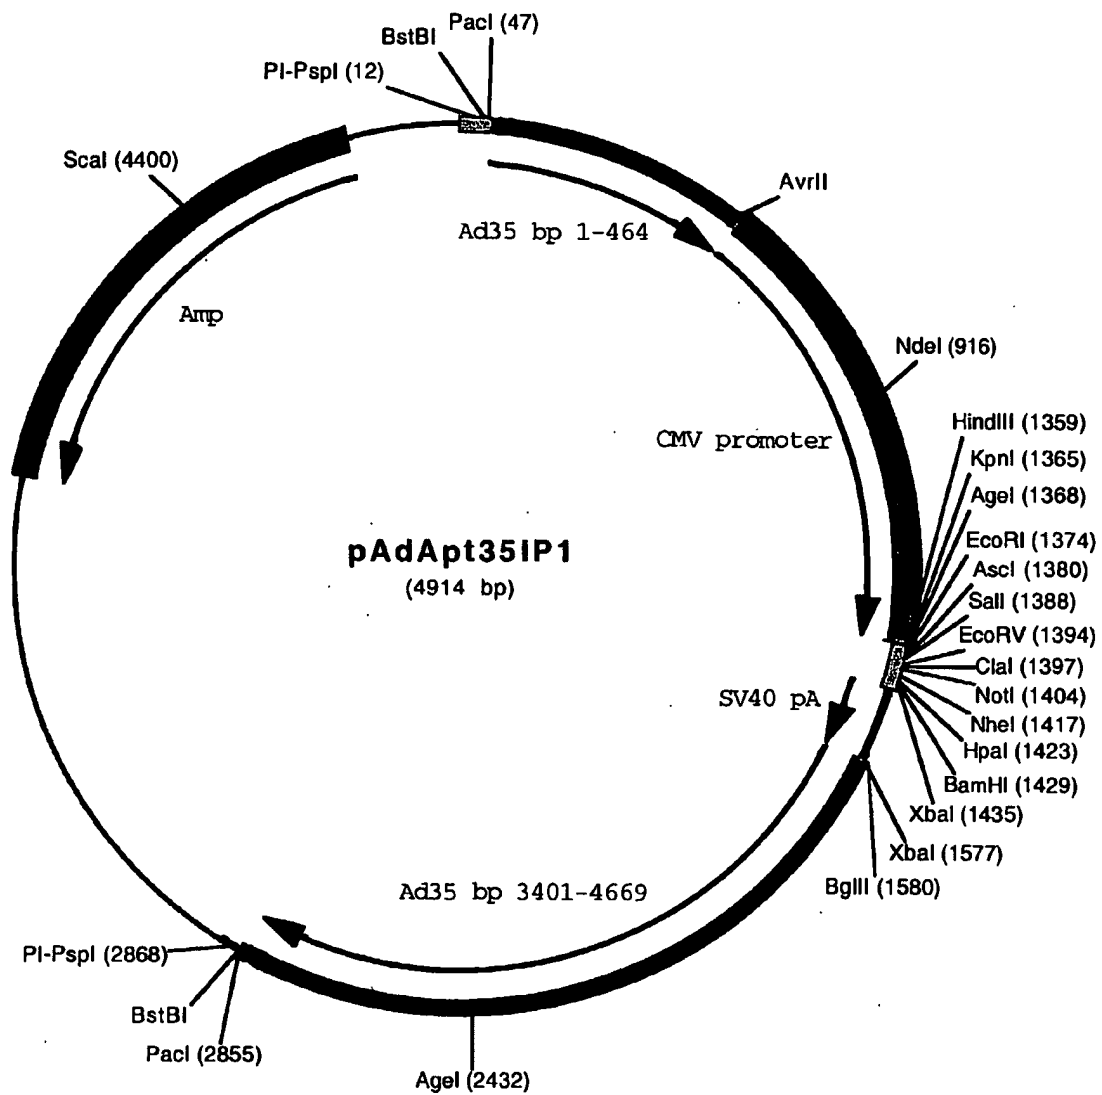 PacI (47)
BstBI
PI-PspI (12)
ScaI (4400)
AvrII
Ad35 bp 1-464
Amp
NdeI (916)
CMV promoter
HindIII (1359)
KpnI (1365)
AgeI (1368)
EcoRI (1374)
AscI (1380)
SalI (1388)
EcoRV (1394)
ClaI (1397)
NotI (1404)
NheI (1417)
HpaI (1423)
BamHI (1429)
XbaI (1435)
XbaI (1577)
BglII (1580)
pAdApt35IP1
(4914 bp)
SV40 pA
Ad35 bp 3401-4669
PI-PspI (2868)
BstBI
PacI (2855)
AgeI (2432)